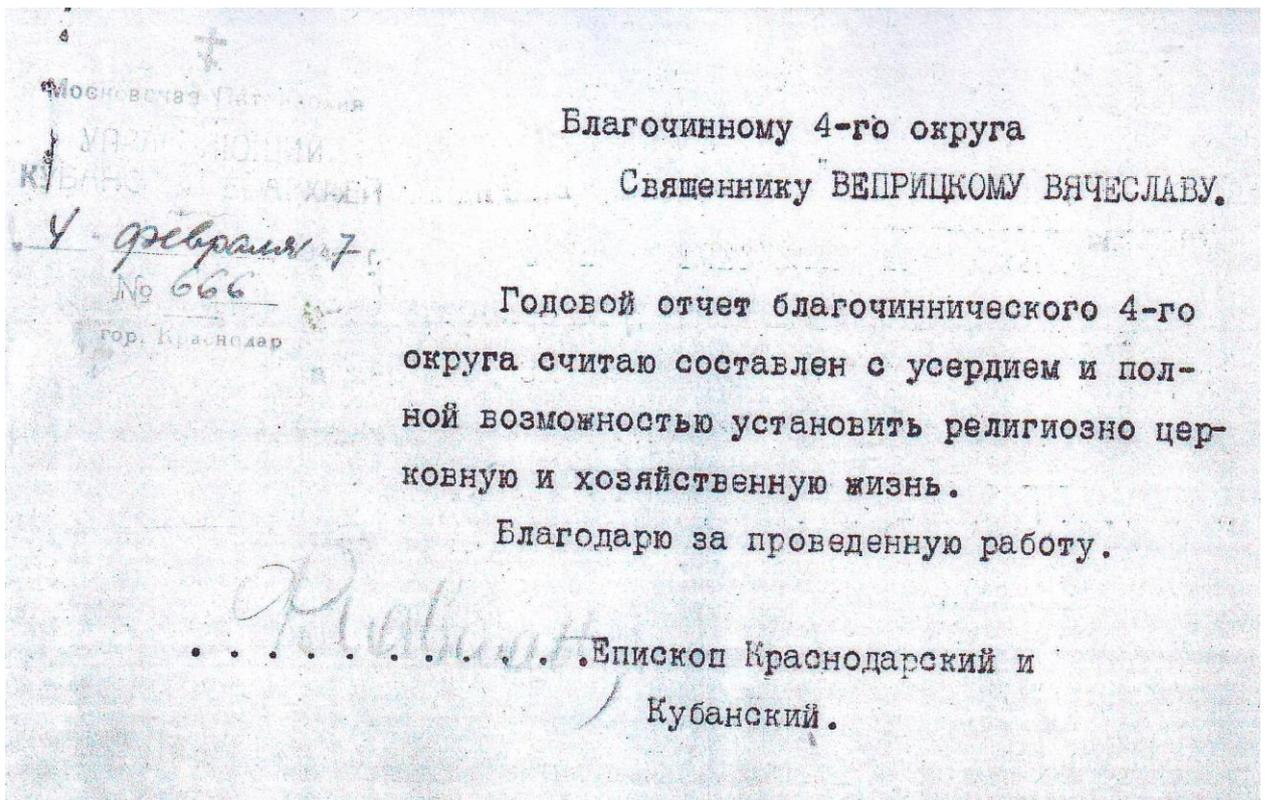 Московская Патриархия
4 февраля 1947 г.
№ 666
гор. Краснодар
Благочинному 4-го округа
Священнику ВЕПРИЦКОМУ ВЯЧЕСЛАВУ.
Годовой отчет благочиннического 4-го
округа считаю составлен с усердием и пол-
ной возможностью установить религиозно цер-
ковную и хозяйственную жизнь.
Благодарю за проведенную работу.
. . . . . . . . . . .Епископ Краснодарский и
Кубанский.